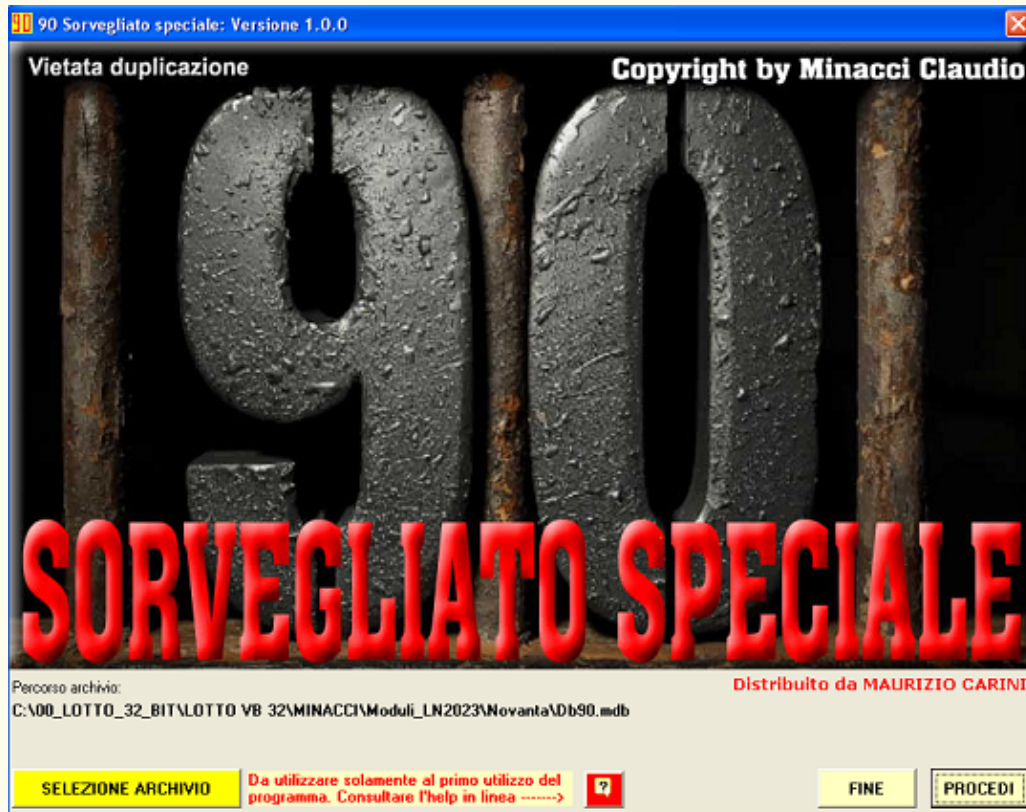 90 90 Sorvegliato speciale: Versione 1.0.0
Vietata duplicazione
Copyright by Minacci Claudio
90
SORVEGLIATO SPECIALE
Percorso archivio:
Distribuito da MAURIZIO CARINI
C:\00_LOTTO_32_BIT\LOTTO VB 32\MINACCI\Moduli_LN2023\Novanta\Db90.mdb
SELEZIONE ARCHIVIO
Da utilizzare solamente al primo utilizzo del
programma. Consultare l'help in linea ------->
?
FINE
PROCEDI